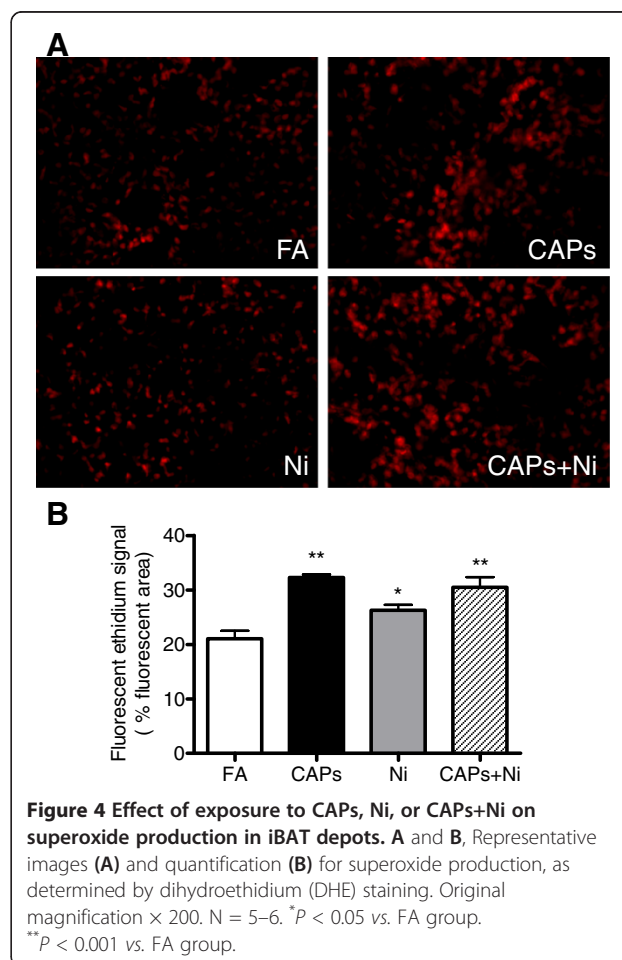 A
FA
CAPs
Ni
CAPs+Ni
B
Fluorescent ethidium signal
( % fluorescent area)
40
30
20
10
0
**
*
**
FA
CAPs
Ni
CAPs+Ni
Figure 4 Effect of exposure to CAPs, Ni, or CAPs+Ni on
superoxide production in iBAT depots. A and B, Representative
images (A) and quantification (B) for superoxide production, as
determined by dihydroethidium (DHE) staining. Original
magnification × 200. N = 5–6. *P < 0.05 vs. FA group.
**P < 0.001 vs. FA group.